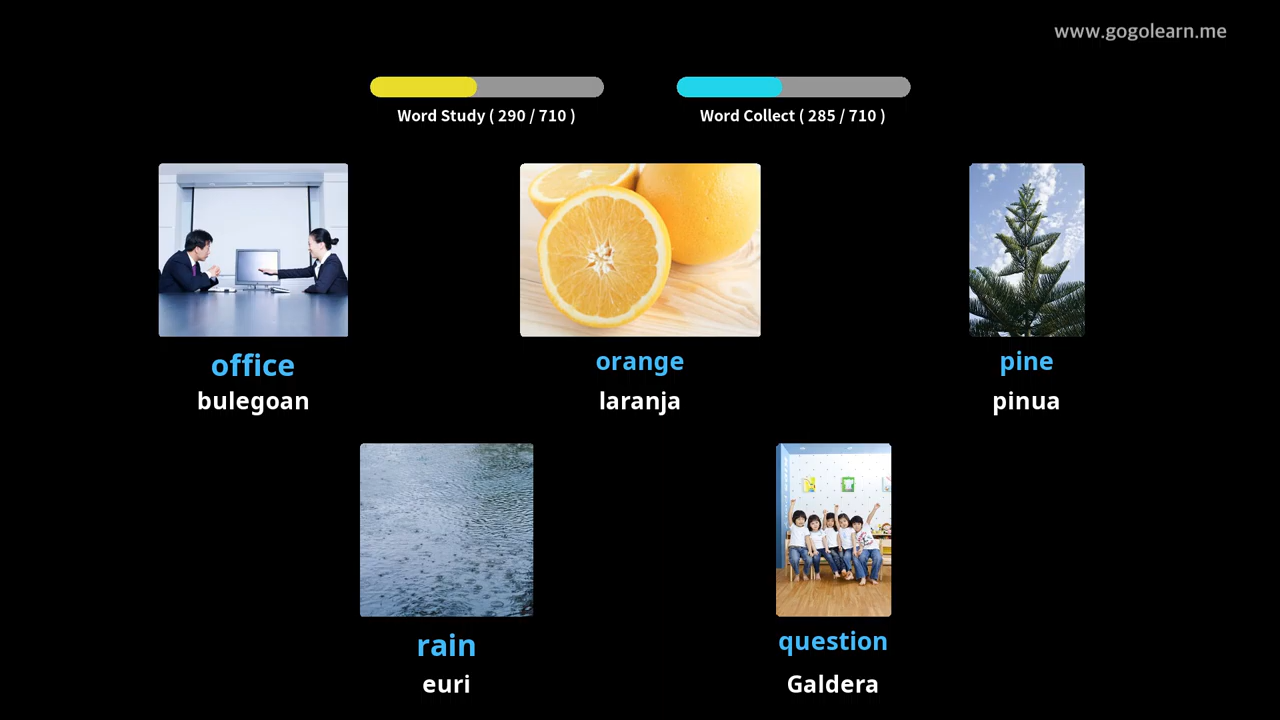 www.gogolearn.me
Word Study ( 290 / 710 )
Word Collect ( 285 / 710 )
office
bulegoan
orange
laranja
pine
pinua
rain
euri
question
Galdera